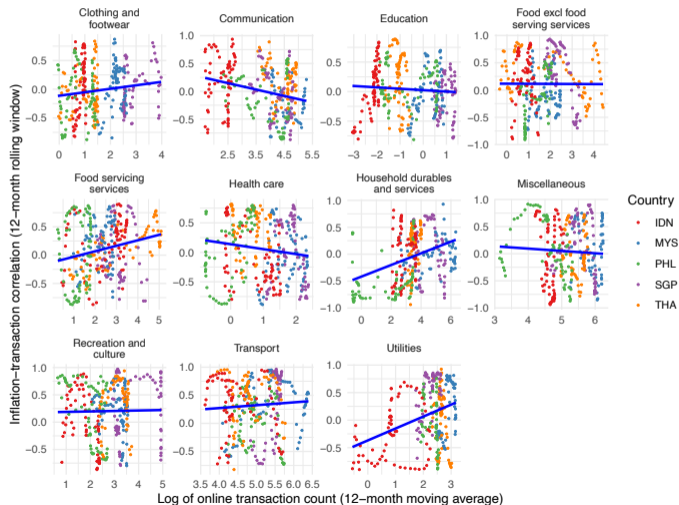 Clothing and
footwear
Communication
Education
Food excl food
serving services
0.5
0.0
−0.5
0 1 2 3 4
1.0
0.5
0.0
−0.5
2.5 3.5 4.5 5.5
0.5
0.0
−0.5
−3 −2 −1 0 1
1.0
0.5
0.0
−0.5
−1.0
0 1 2 3 4
Food servicing
services
Health care
Household durables
and services
Miscellaneous
0.5
0.0
−0.5
1 2 3 4 5
0.5
0.0
−0.5
0 1 2
1.0
0.5
0.0
−0.5
−1.0
0 2 4 6
1.0
0.5
0.0
−0.5
−1.0
3 4 5 6
Recreation and
culture
Transport
Utilities
1.0
0.5
0.0
−0.5
1 2 3 4 5
1.0
0.5
0.0
−0.5
3.5 4.0 4.5 5.0 5.5 6.0 6.5
1.0
0.5
0.0
−0.5
0 1 2 3
Inflation−transaction correlation (12−month rolling window)
Log of online transaction count (12−month moving average)
Country
IDN
MYS
PHL
SGP
THA